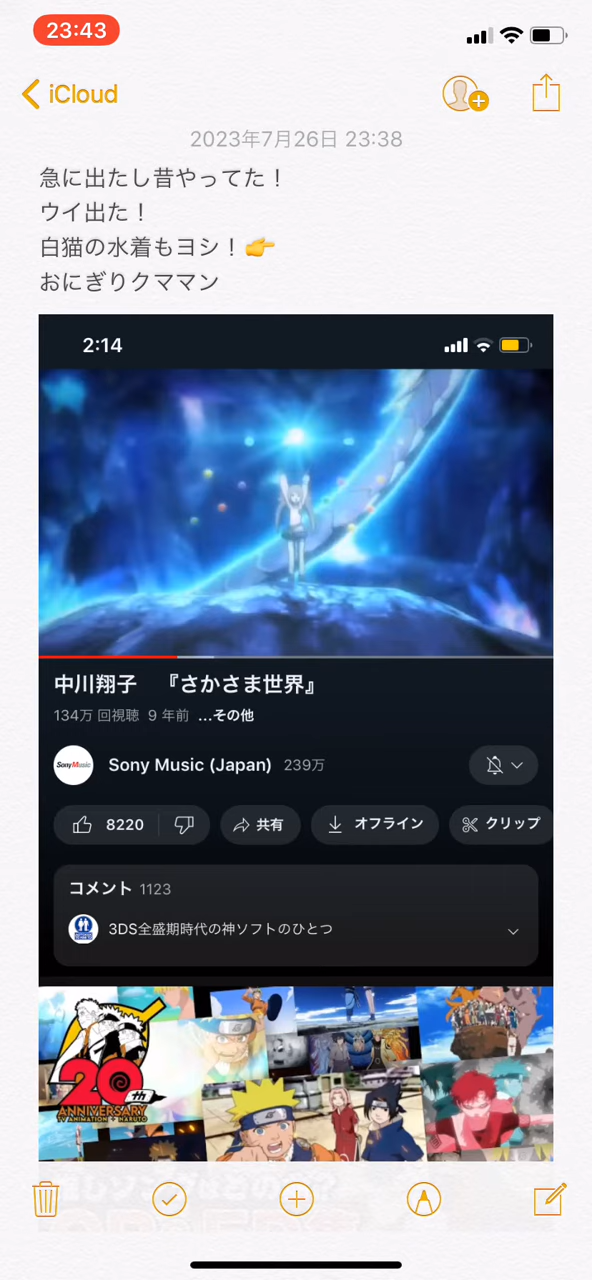 23:43
iCloud
2023年7月26日 23:38
急に出たし昔やってた！
ウイ出た！
白猫の水着もヨシ！👉
おにぎりクママン
2:14
中川翔子 『さかさま世界』
134万 回視聴 9 年前 ...その他
Sony Music
Sony Music (Japan) 239万
8220 共有 オフライン クリップ
コメント 1123
3DS全盛期時代の神ソフトのひとつ
20th
ANNIVERSARY
TV ANIMATION NARUTO